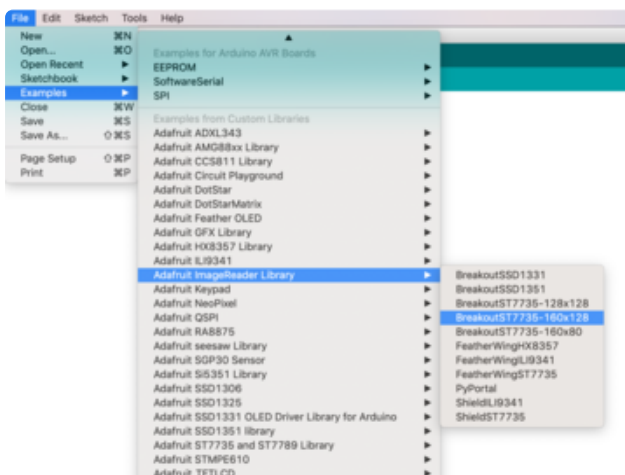 File Edit Sketch Tools Help
New ⌘N
Open... ⌘O
Open Recent
Sketchbook
Examples
Close ⌘W
Save ⌘S
Save As... ⇧⌘S
Page Setup ⇧⌘P
Print ⌘P
Examples for Arduino AVR Boards
EEPROM
SoftwareSerial
SPI
Examples from Custom Libraries
Adafruit ADXL343
Adafruit AMG88xx Library
Adafruit CCS811 Library
Adafruit Circuit Playground
Adafruit DotStar
Adafruit DotStarMatrix
Adafruit Feather OLED
Adafruit GFX Library
Adafruit HX8357 Library
Adafruit ILI9341
Adafruit ImageReader Library
Adafruit Keypad
Adafruit NeoPixel
Adafruit QSPI
Adafruit RA8875
Adafruit seesaw Library
Adafruit SGP30 Sensor
Adafruit Si5351 Library
Adafruit SSD1306
Adafruit SSD1325
Adafruit SSD1331 OLED Driver Library for Arduino
Adafruit SSD1351 library
Adafruit ST7735 and ST7789 Library
Adafruit STMPE610
Adafruit TFTLCD
BreakoutSSD1331
BreakoutSSD1351
BreakoutST7735-128x128
BreakoutST7735-160x128
BreakoutST7735-160x80
FeatherWingHX8357
FeatherWingILI9341
FeatherWingST7735
PyPortal
ShieldILI9341
ShieldST7735